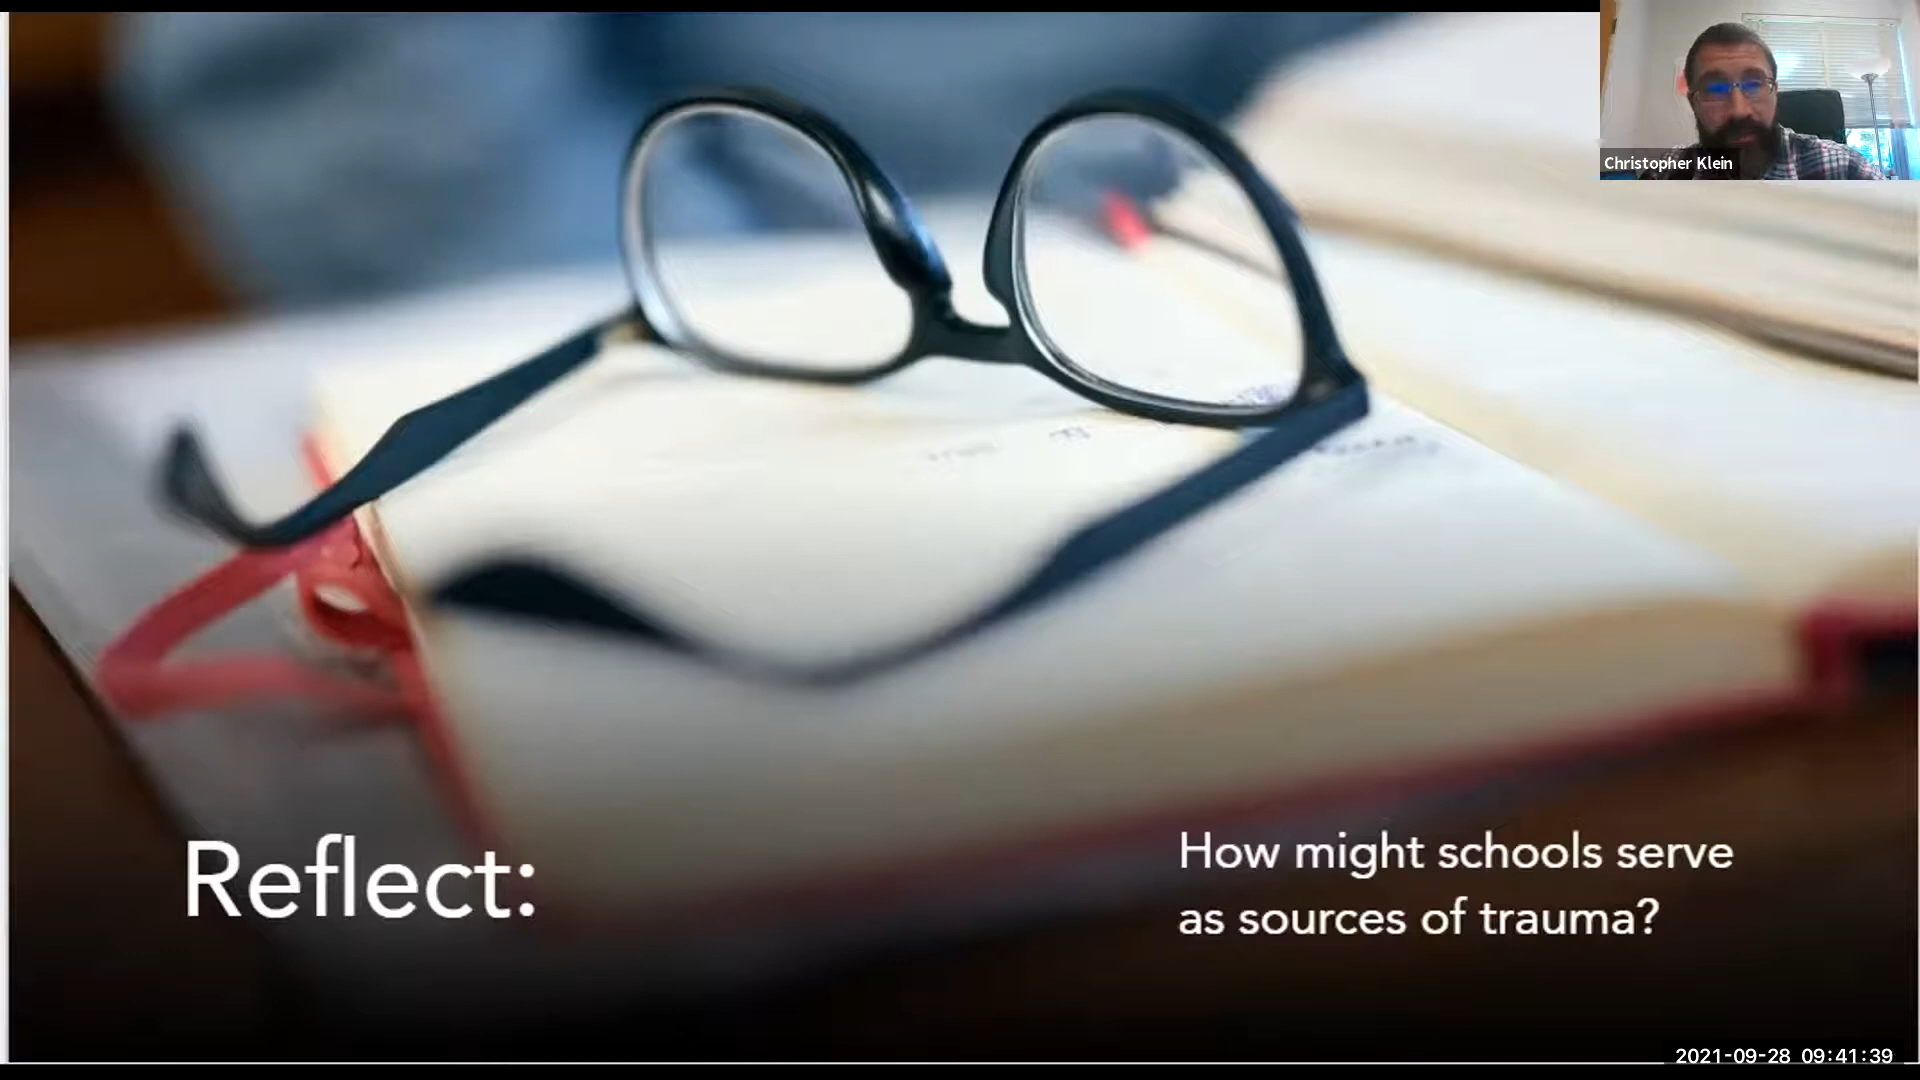 Christopher Klein
Reflect:
How might schools serve
as sources of trauma?
2021-09-28 09:41:39